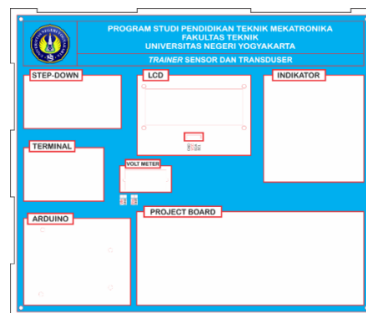 PROGRAM STUDI PENDIDIKAN TEKNIK MEKATRONIKA
FAKULTAS TEKNIK
UNIVERSITAS NEGERI YOGYAKARTA
TRAINER SENSOR DAN TRANSDUSER
STEP-DOWN
LCD
INDIKATOR
TERMINAL
VOLT METER
ARDUINO
PROJECT BOARD